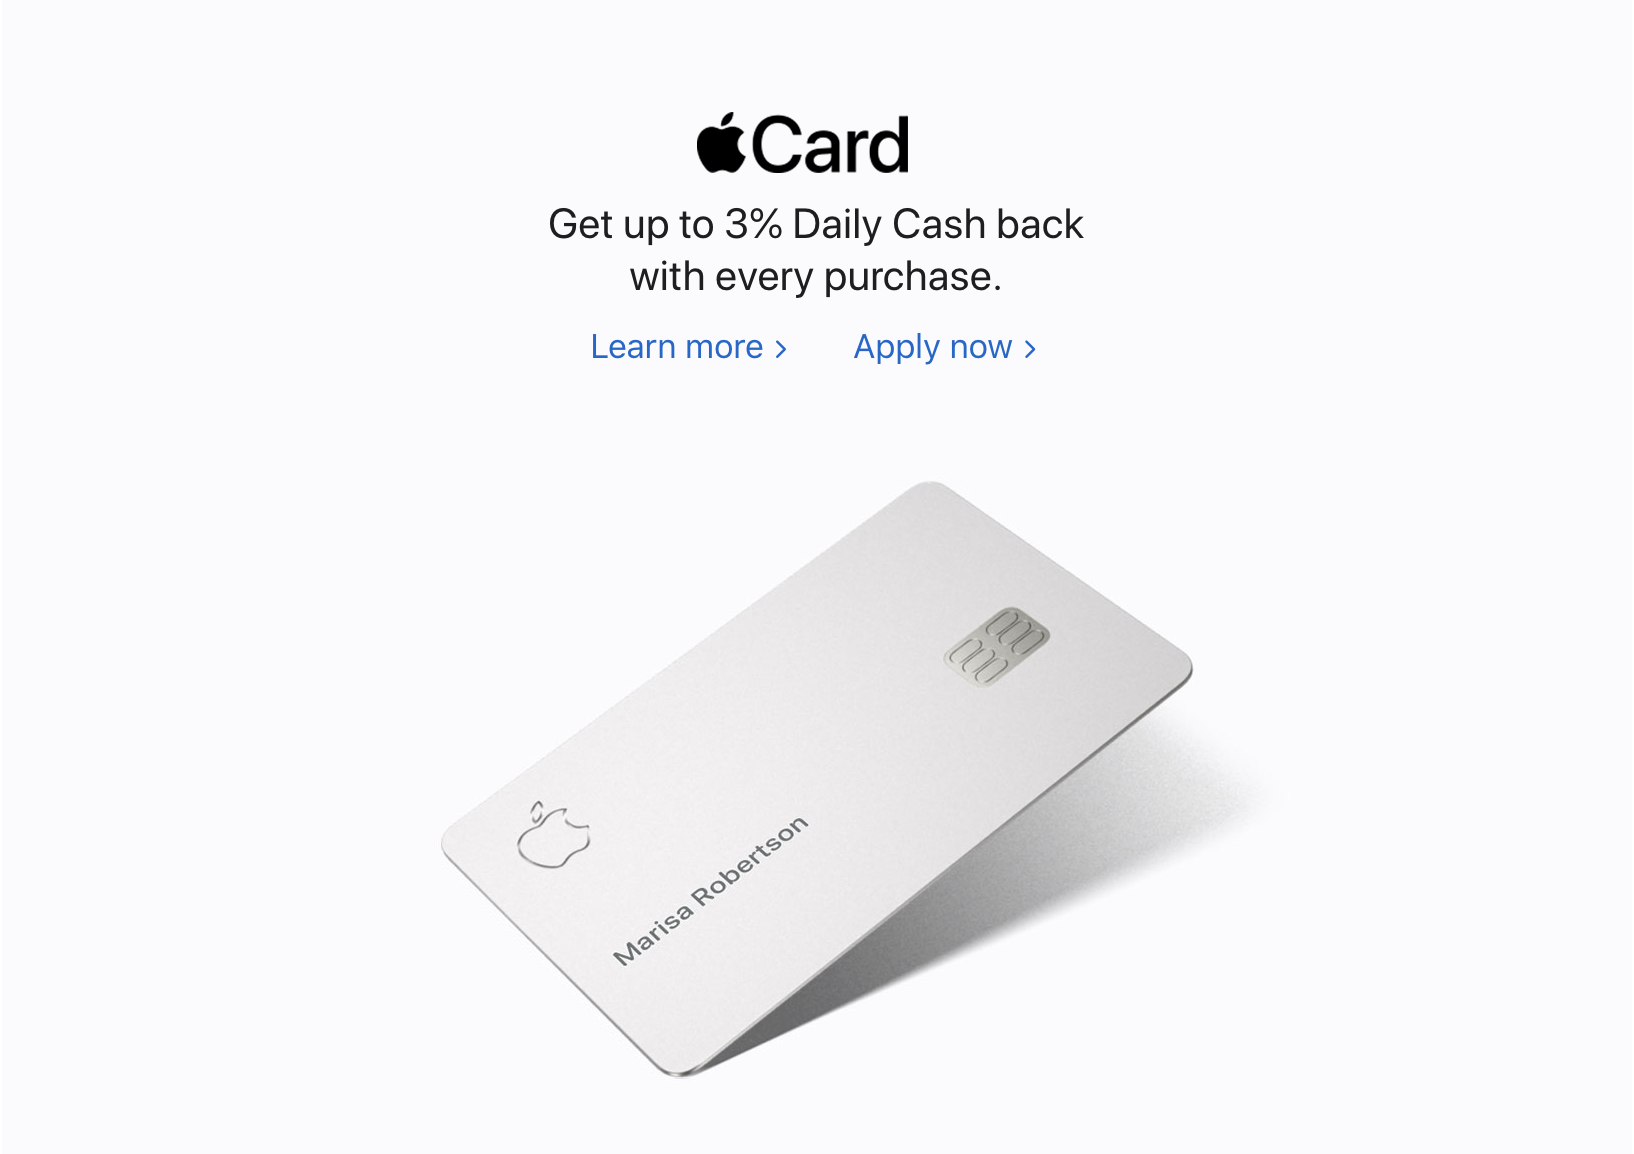 Card
Get up to 3% Daily Cash back
with every purchase.
Learn more >
Apply now >
Marisa Robertson